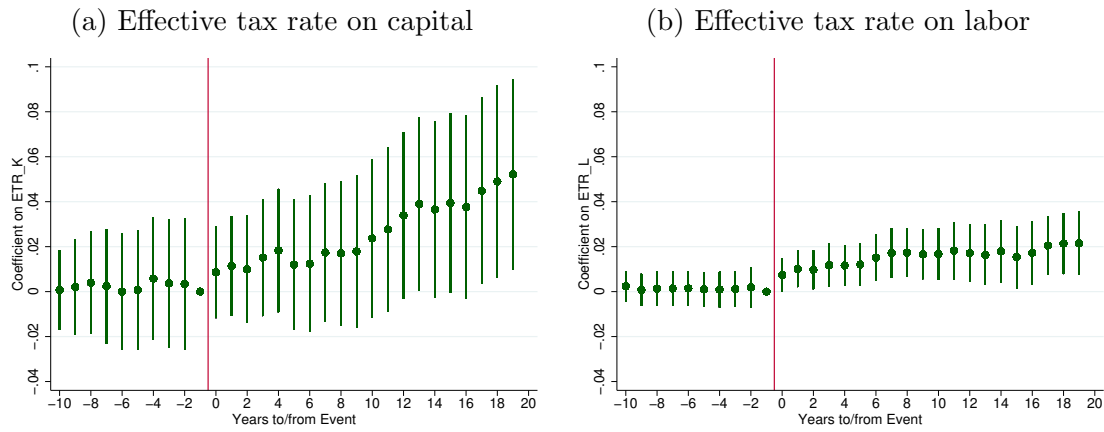 (a) Effective tax rate on capital
Coefficient on ETR_K
.1
.08
.06
.04
.02
0
-.02
-.04
-10 -8 -6 -4 -2 0 2 4 6 8 10 12 14 16 18 20
Years to/from Event
(b) Effective tax rate on labor
Coefficient on ETR_L
.1
.08
.06
.04
.02
0
-.02
-.04
-10 -8 -6 -4 -2 0 2 4 6 8 10 12 14 16 18 20
Years to/from Event